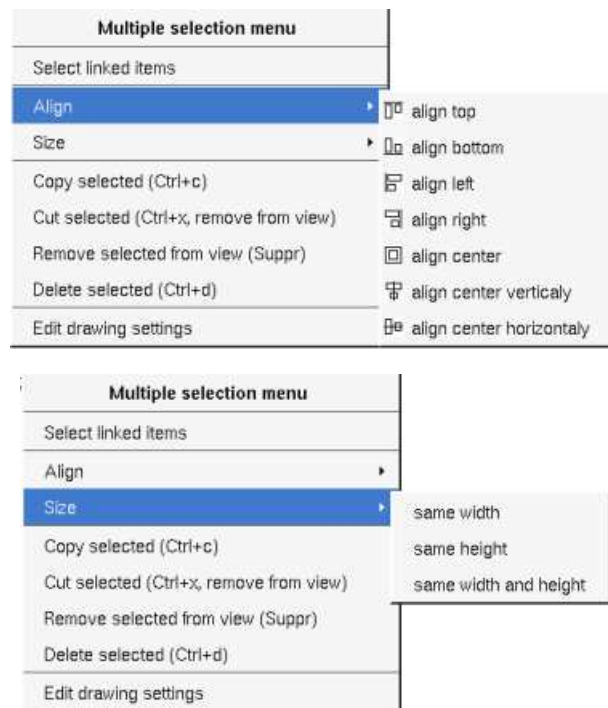 Multiple selection menu
Select linked items
Align
Size
Copy selected (Ctrl+c)
Cut selected (Ctrl+x, remove from view)
Remove selected from view (Suppr)
Delete selected (Ctrl+d)
Edit drawing settings
align top
align bottom
align left
align right
align center
align center verticaly
align center horizontaly
Multiple selection menu
Select linked items
Align
Size
Copy selected (Ctrl+c)
Cut selected (Ctrl+x, remove from view)
Remove selected from view (Suppr)
Delete selected (Ctrl+d)
Edit drawing settings
same width
same height
same width and height